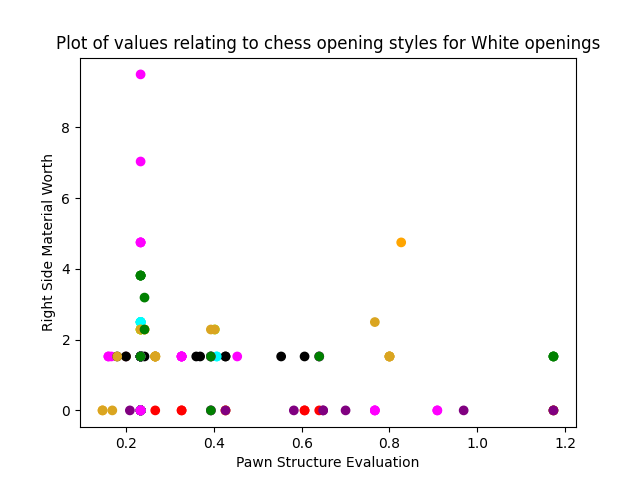 Plot of values relating to chess opening styles for White openings
Right Side Material Worth
8
6
4
2
0
0.2 0.4 0.6 0.8 1.0 1.2
Pawn Structure Evaluation